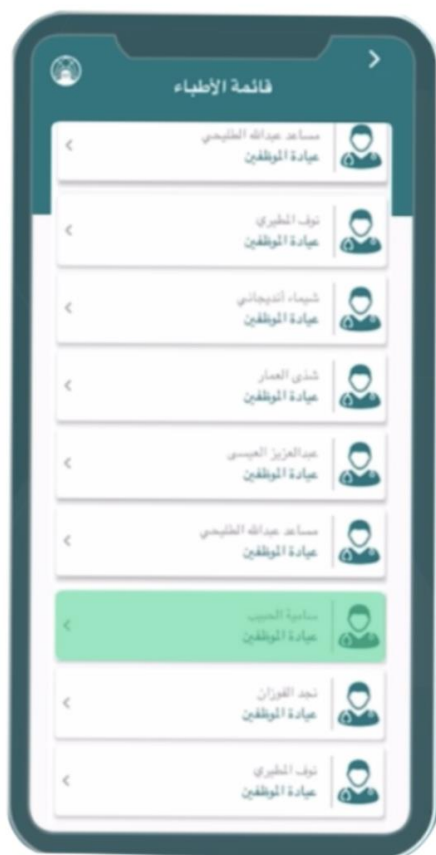 قائمة الأطباء
مساعد عبدالله الطليحي
عيادة الموظفين
نوف المطيري
عيادة الموظفين
شيماء أنديجاني
عيادة الموظفين
شذى العمار
عيادة الموظفين
عبدالعزيز العيسى
عيادة الموظفين
مساعد عبدالله الطليحي
عيادة الموظفين
سامية الحبيب
عيادة الموظفين
نجد الفوزان
عيادة الموظفين
نوف المطيري
عيادة الموظفين